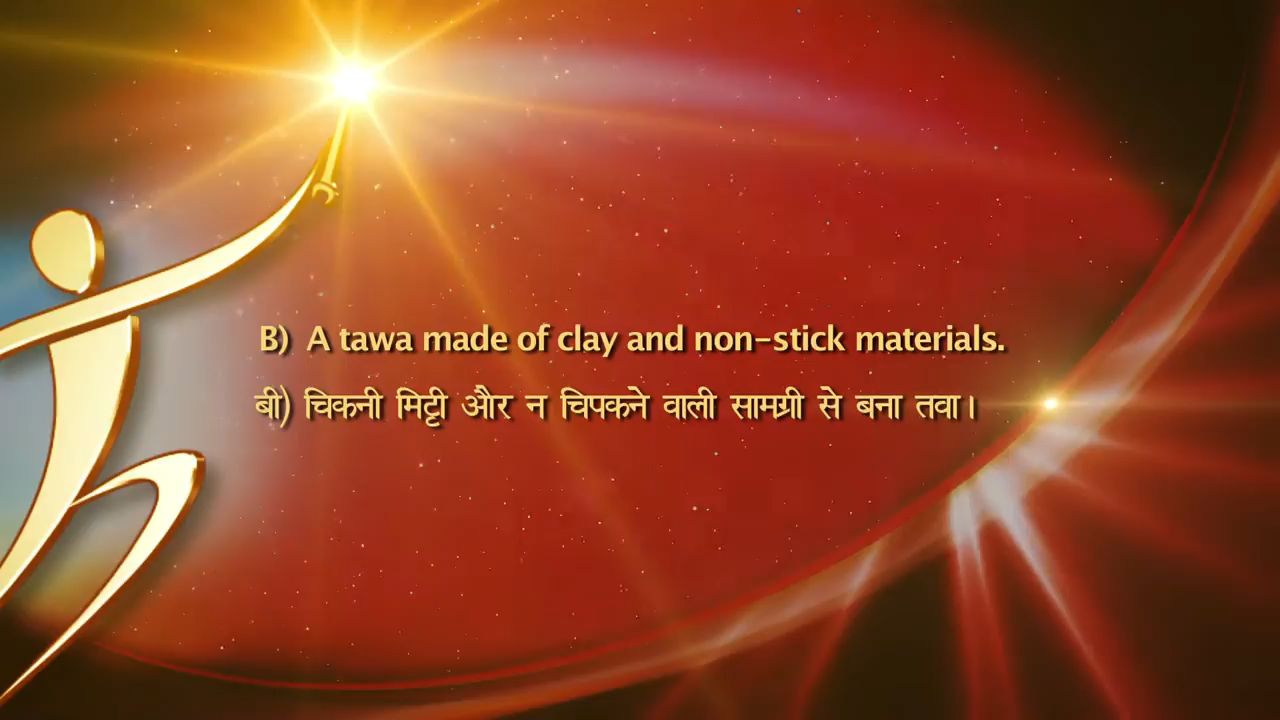 B) A tawa made of clay and non-stick materials.
बी) चिकनी मिट्टी और न चिपकने वाली सामग्री से बना तवा।